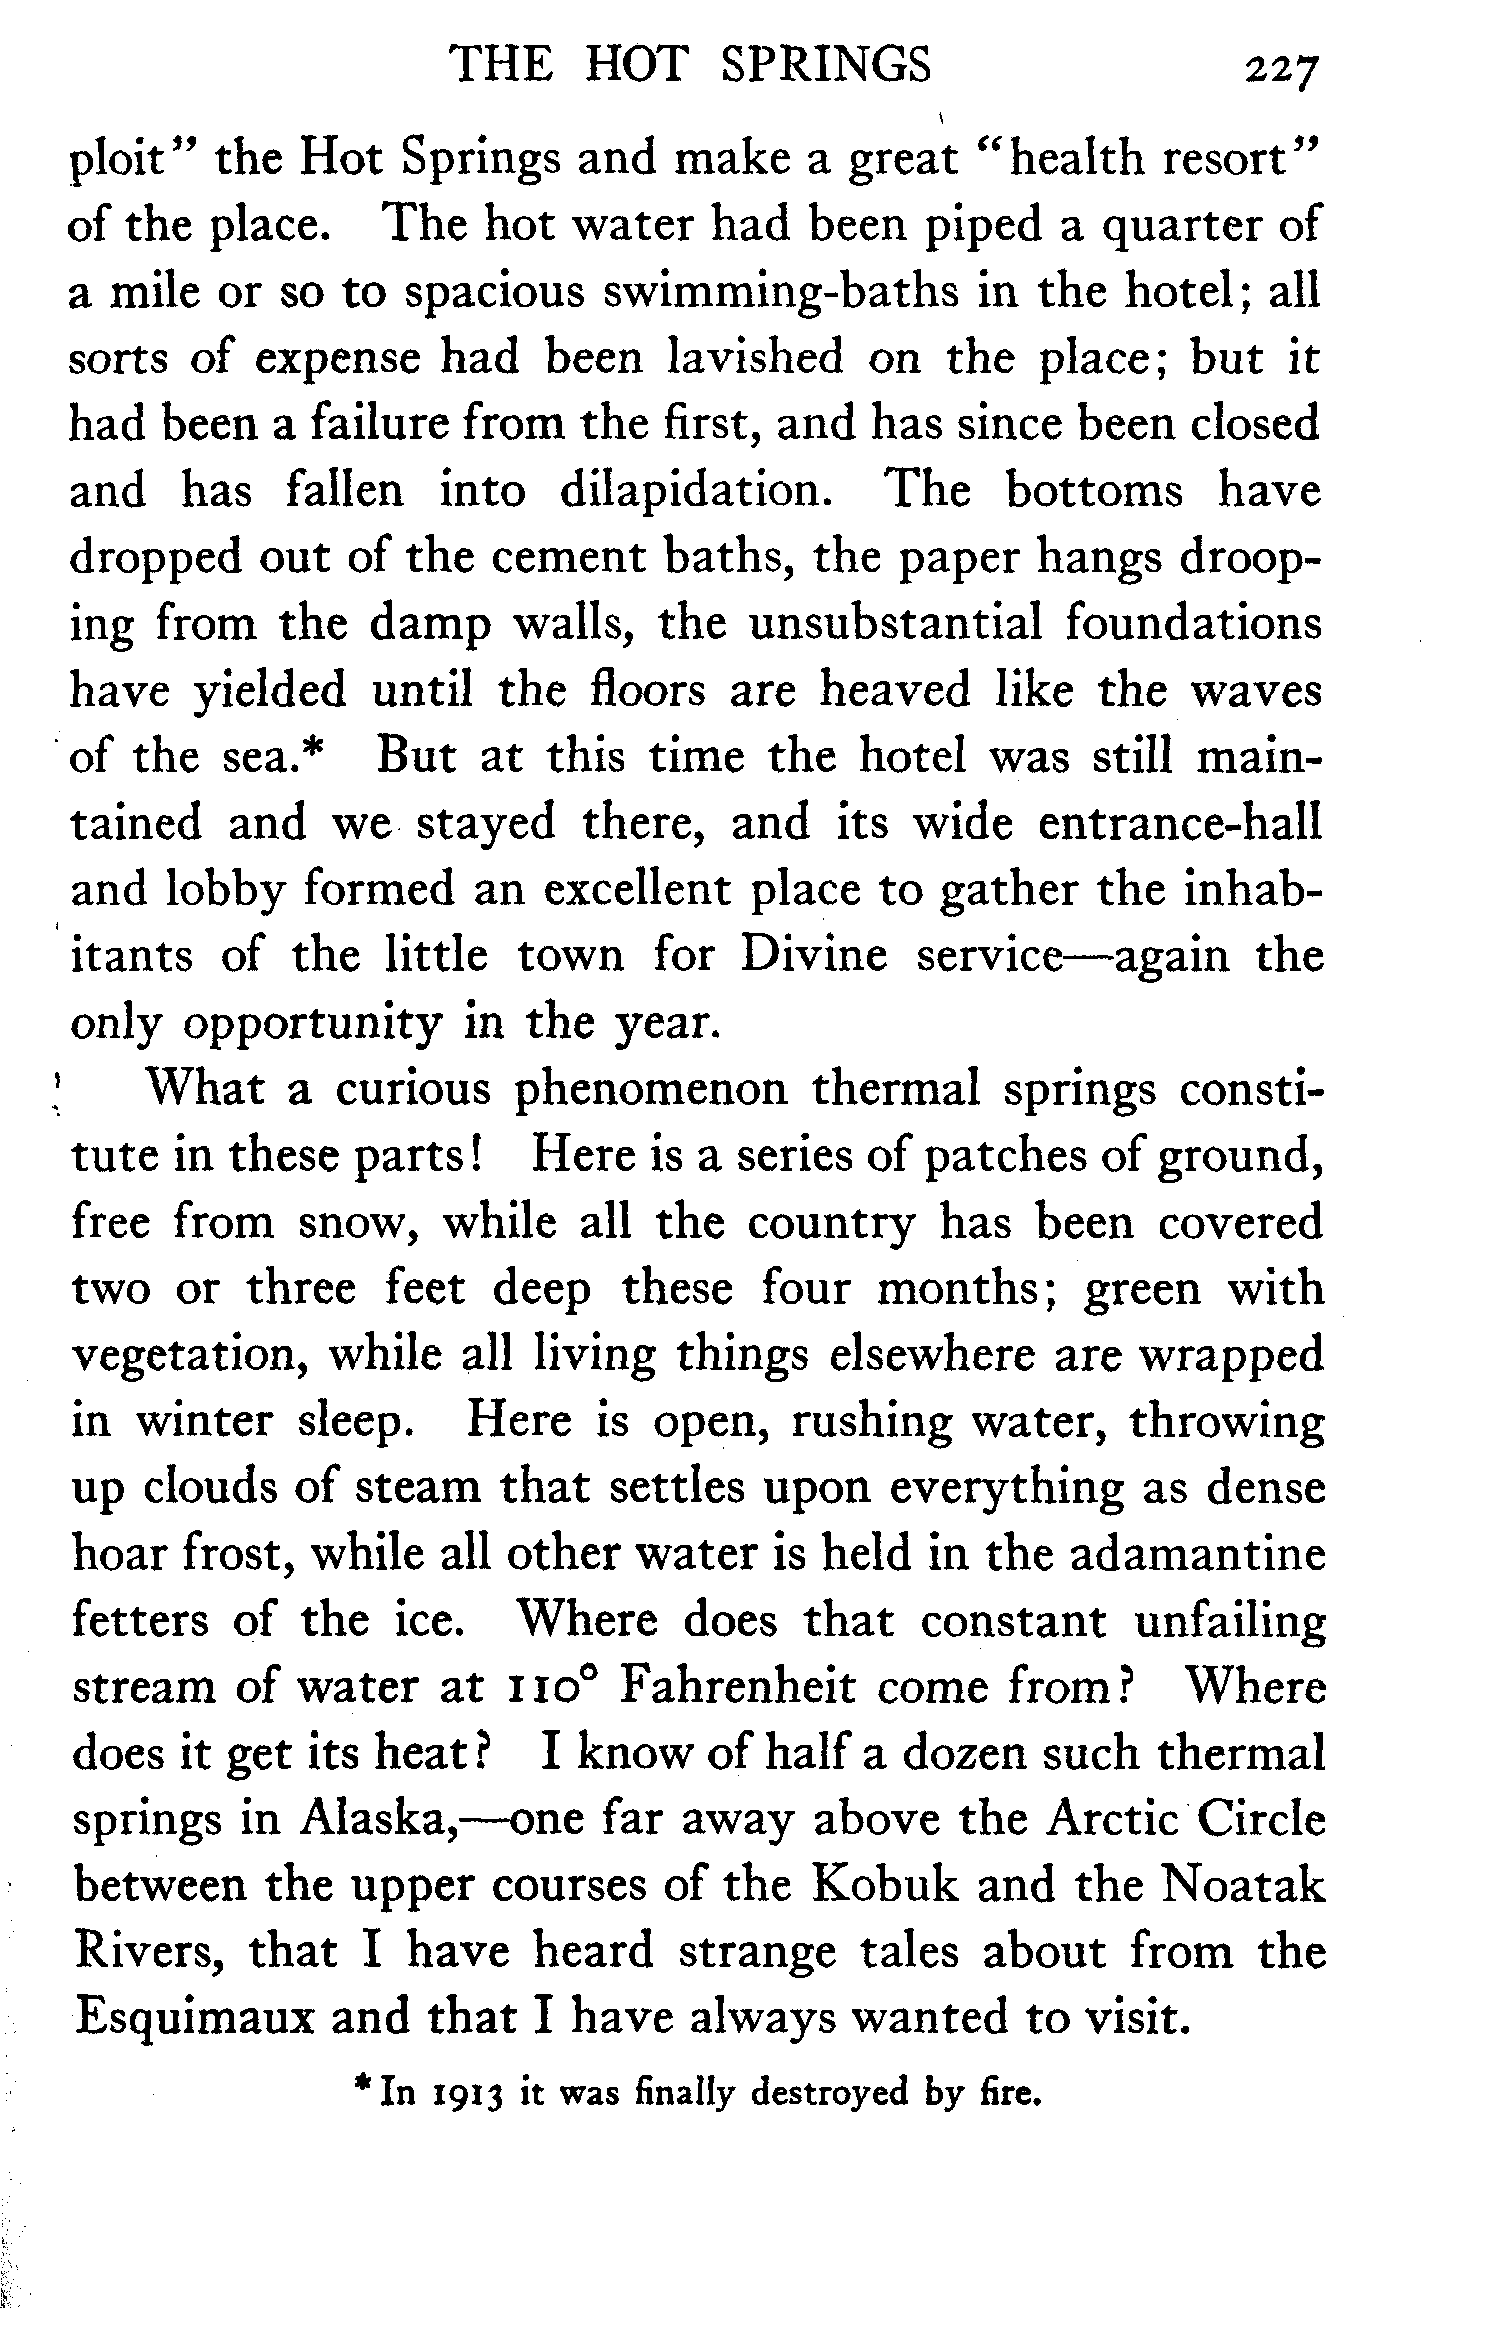 THE HOT SPRINGS 227
ploit” the Hot Springs and make a great “health resort”
of the place. The hot water had been piped a quarter of
a mile or so to spacious swimming-baths in the hotel; all
sorts of expense had been lavished on the place; but it
had been a failure from the first, and has since been closed
and has fallen into dilapidation. The bottoms have
dropped out of the cement baths, the paper hangs droop-
ing from the damp walls, the unsubstantial foundations
have yielded until the floors are heaved like the waves
of the sea.* But at this time the hotel was still main-
tained and we stayed there, and its wide entrance-hall
and lobby formed an excellent place to gather the inhab-
itants of the little town for Divine service—again the
only opportunity in the year.
What a curious phenomenon thermal springs consti-
tute in these parts! Here is a series of patches of ground,
free from snow, while all the country has been covered
two or three feet deep these four months; green with
vegetation, while all living things elsewhere are wrapped
in winter sleep. Here is open, rushing water, throwing
up clouds of steam that settles upon everything as dense
hoar frost, while all other water is held in the adamantine
fetters of the ice. Where does that constant unfailing
stream of water at 110° Fahrenheit come from? Where
does it get its heat? I know of half a dozen such thermal
springs in Alaska,—one far away above the Arctic Circle
between the upper courses of the Kobuk and the Noatak
Rivers, that I have heard strange tales about from the
Esquimaux and that I have always wanted to visit.
* In 1913 it was finally destroyed by fire.